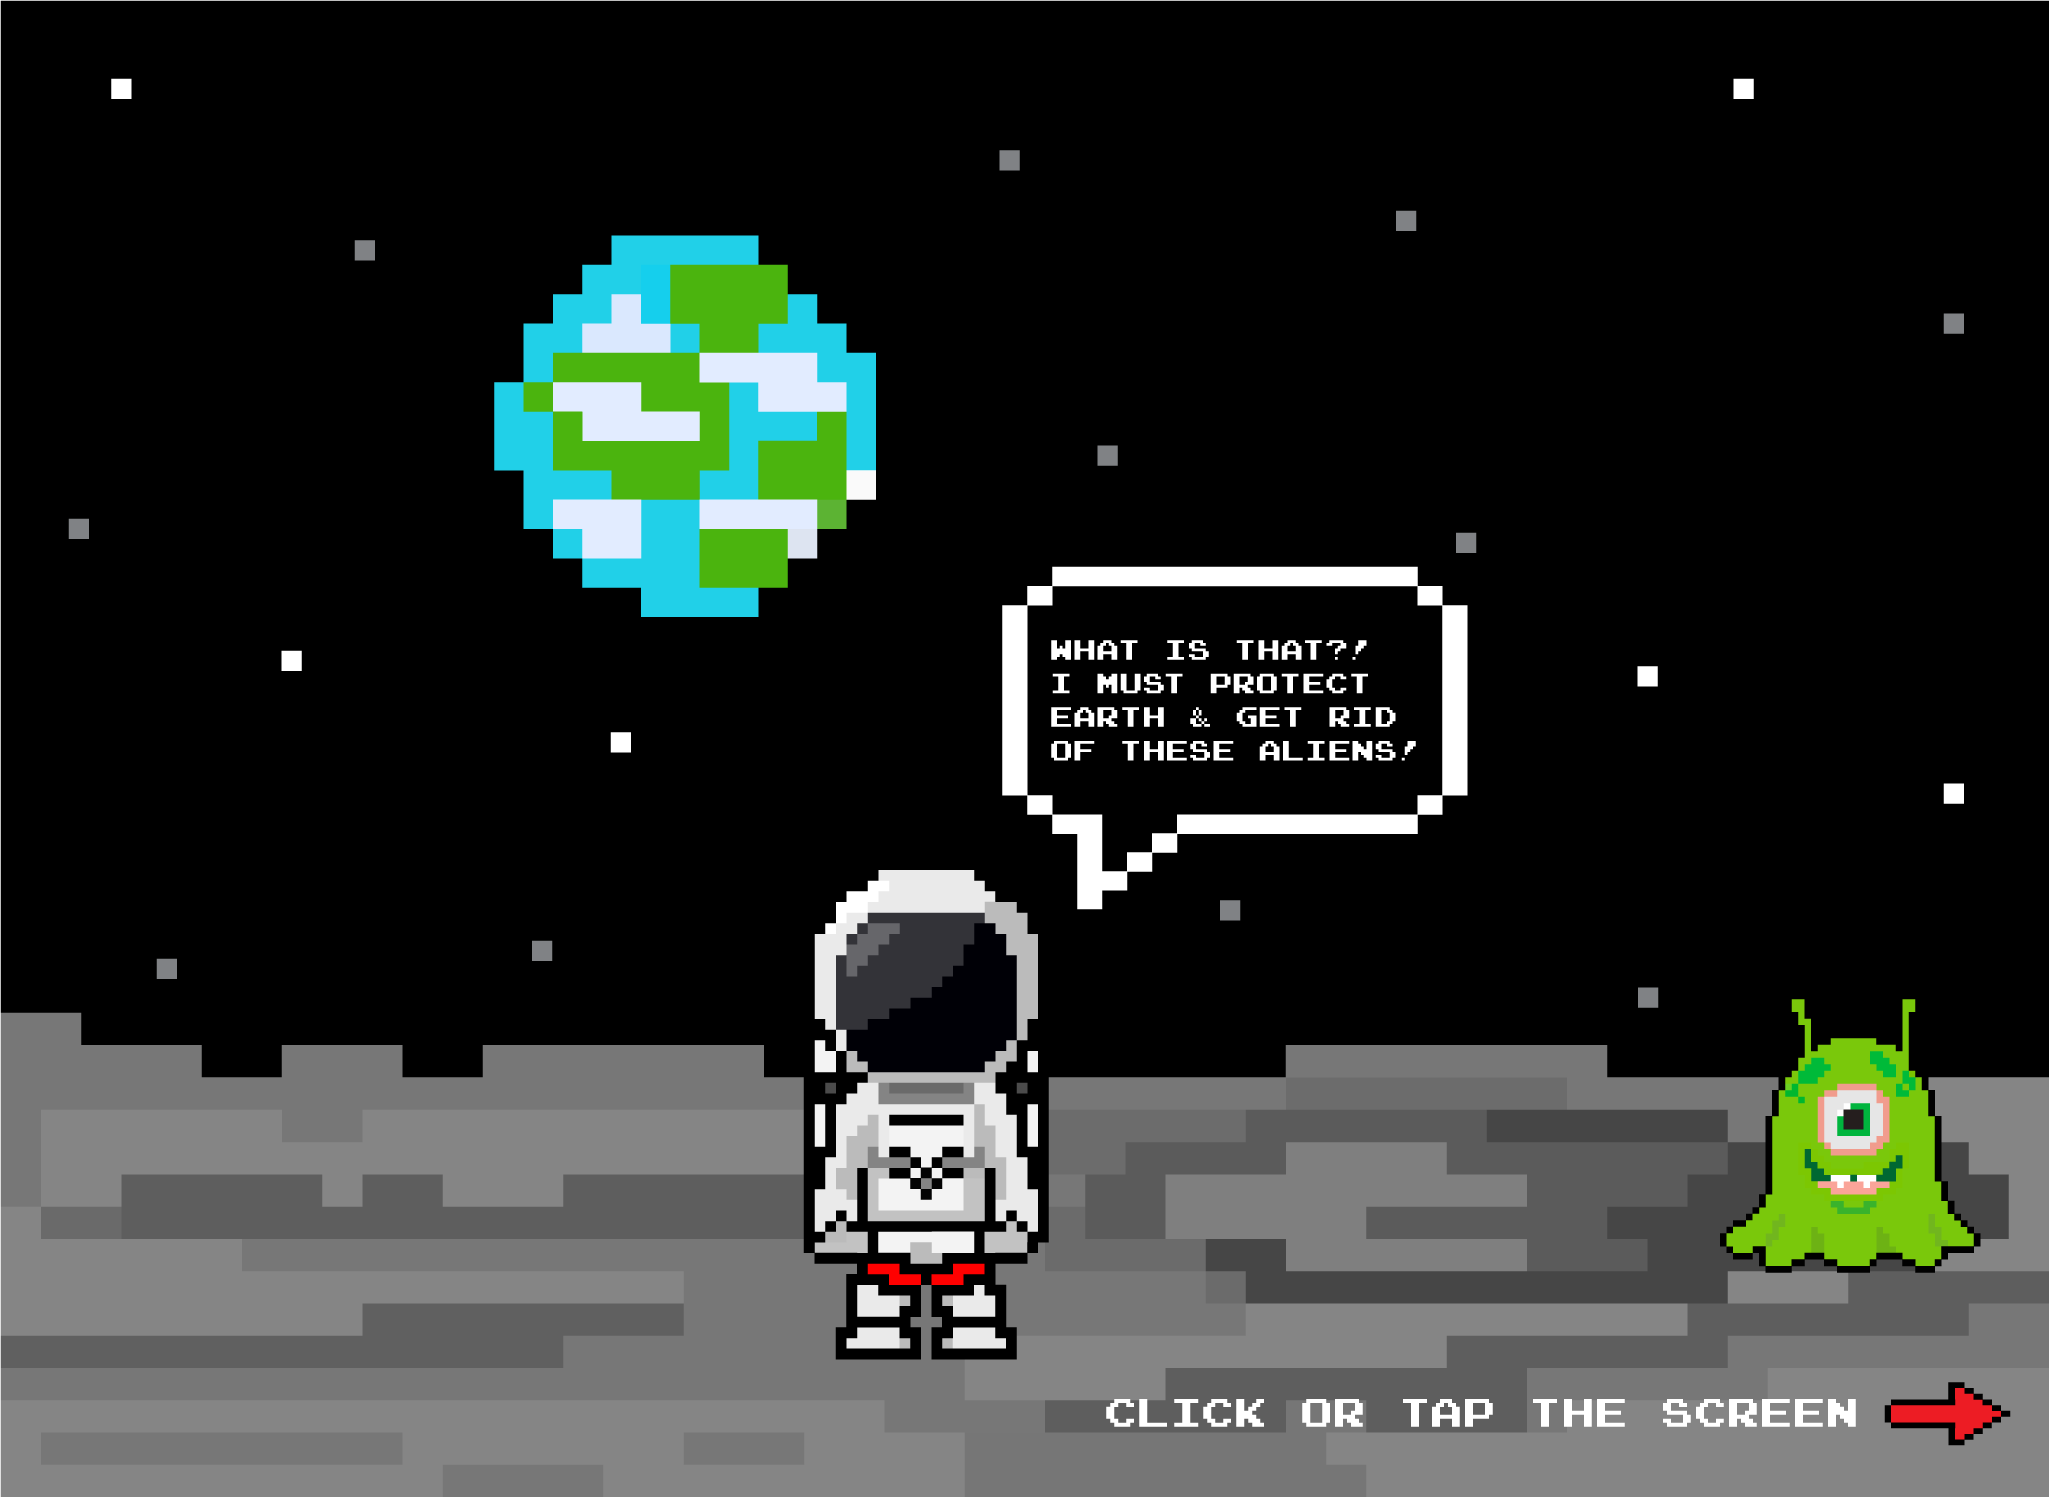 WHAT IS THAT?!
I MUST PROTECT
EARTH & GET RID
OF THESE ALIENS!
CLICK OR TAP THE SCREEN